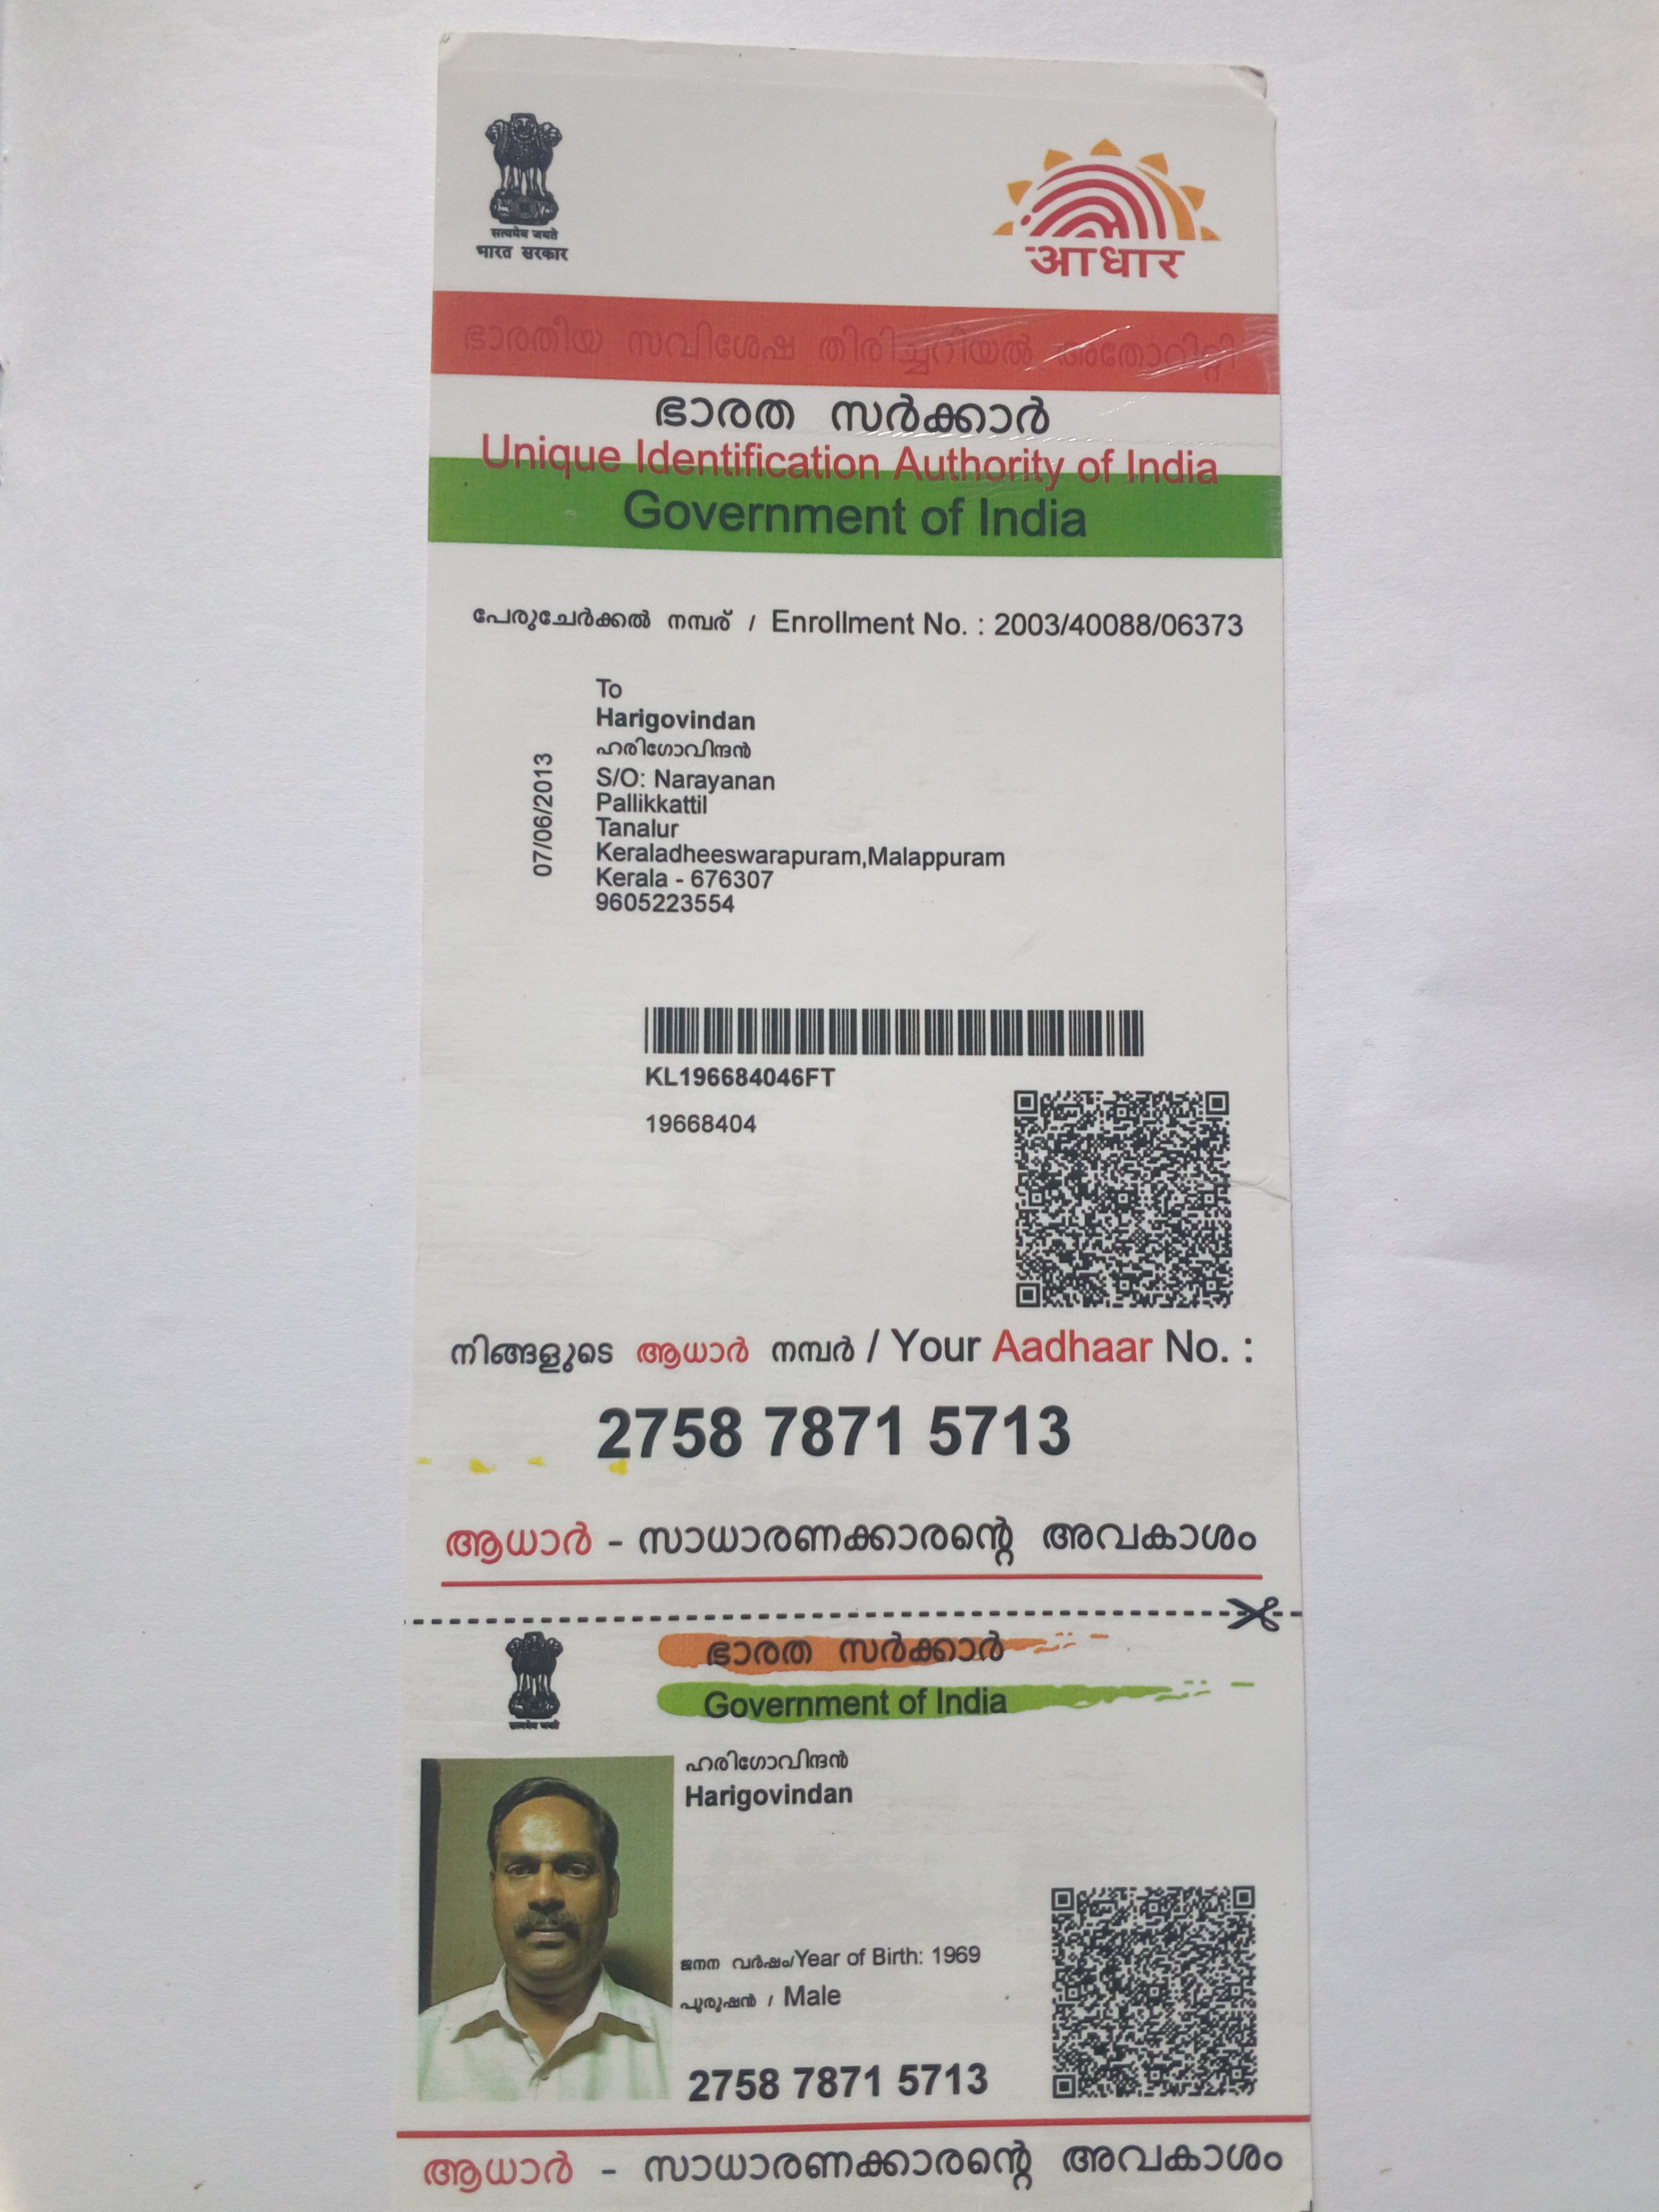 सत्यमेव जयते
भारत सरकार
आधार
ഭാരതീയ സവിശേഷ തിരിച്ചറിയൽ അതോറിറ്റി
ഭാരത സർക്കാർ
Unique Identification Authority of India
Government of India
പേരുചേർക്കൽ നമ്പര് / Enrollment No. : 2003/40088/06373
07/06/2013
To
Harigovindan
ഹരിഗോവിന്ദൻ
S/O: Narayanan
Pallikkattil
Tanalur
Keraladheeswarapuram,Malappuram
Kerala - 676307
9605223554
KL196684046FT
19668404
നിങ്ങളുടെ ആധാർ നമ്പർ / Your Aadhaar No. :
2758 7871 5713
ആധാർ - സാധാരണക്കാരന്റെ അവകാശം
ഭാരത സർക്കാർ
Government of India
सत्यमेव जयते
ഹരിഗോവിന്ദൻ
Harigovindan
ജനന വർഷം/Year of Birth: 1969
പുരുഷൻ / Male
2758 7871 5713
ആധാർ - സാധാരണക്കാരന്റെ അവകാശം